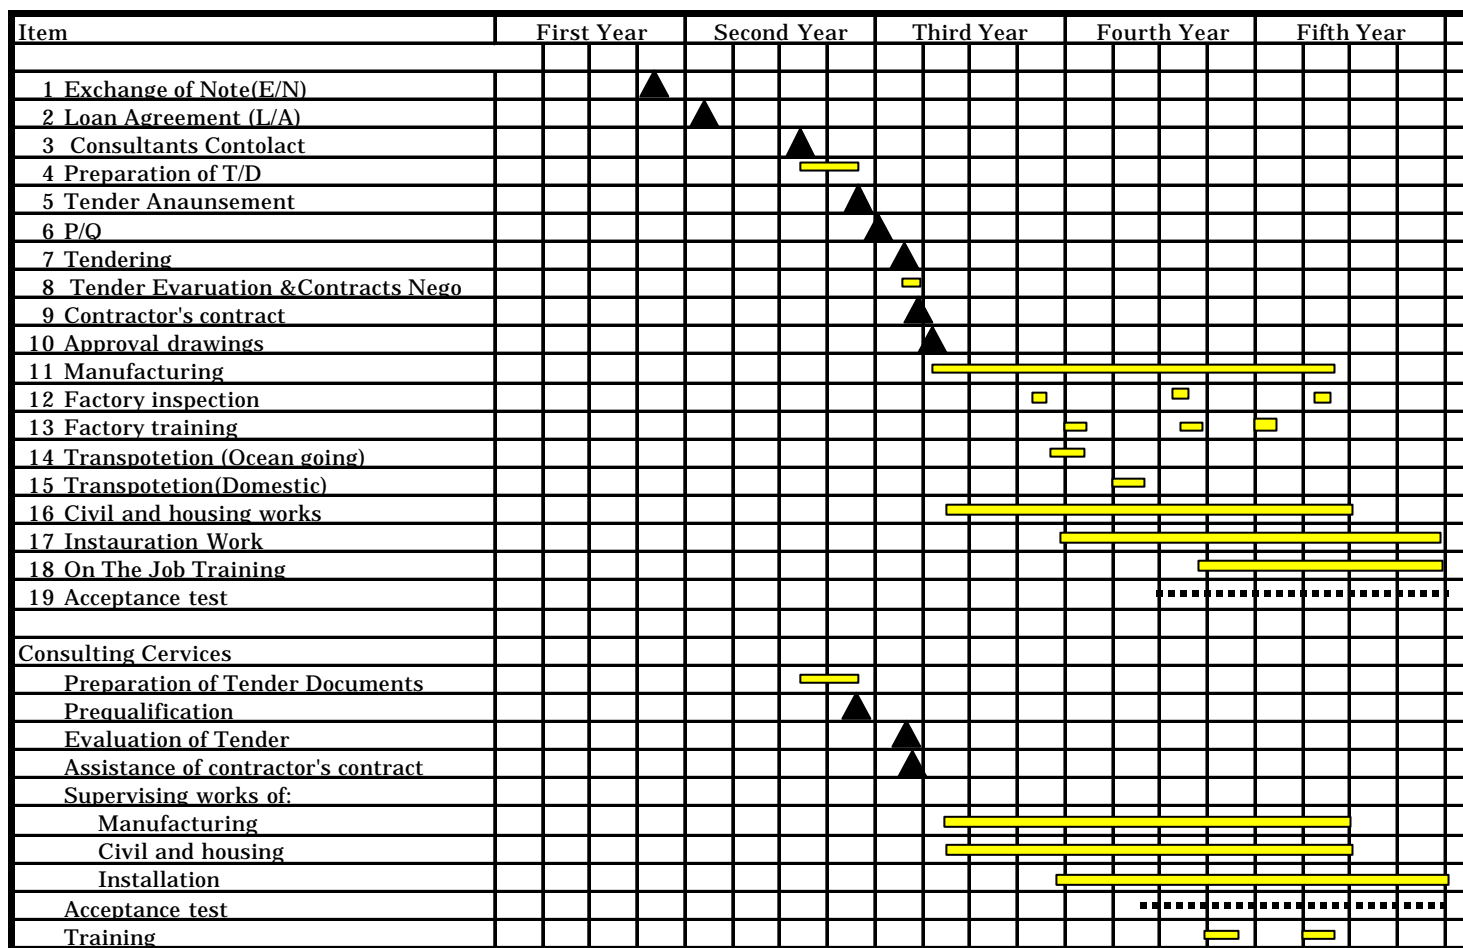 Item First Year Second Year Third Year Fourth Year Fifth Year
1 Exchange of Note(E/N)
2 Loan Agreement (L/A)
3 Consultants Contolact
4 Preparation of T/D
5 Tender Anaunsement
6 P/Q
7 Tendering
8 Tender Evaruation &Contracts Nego
9 Contractor's contract
10 Approval drawings
11 Manufacturing
12 Factory inspection
13 Factory training
14 Transpotetion (Ocean going)
15 Transpotetion(Domestic)
16 Civil and housing works
17 Instauration Work
18 On The Job Training
19 Acceptance test
Consulting Cervices
Preparation of Tender Documents
Prequalification
Evaluation of Tender
Assistance of contractor's contract
Supervising works of:
Manufacturing
Civil and housing
Installation
Acceptance test
Training